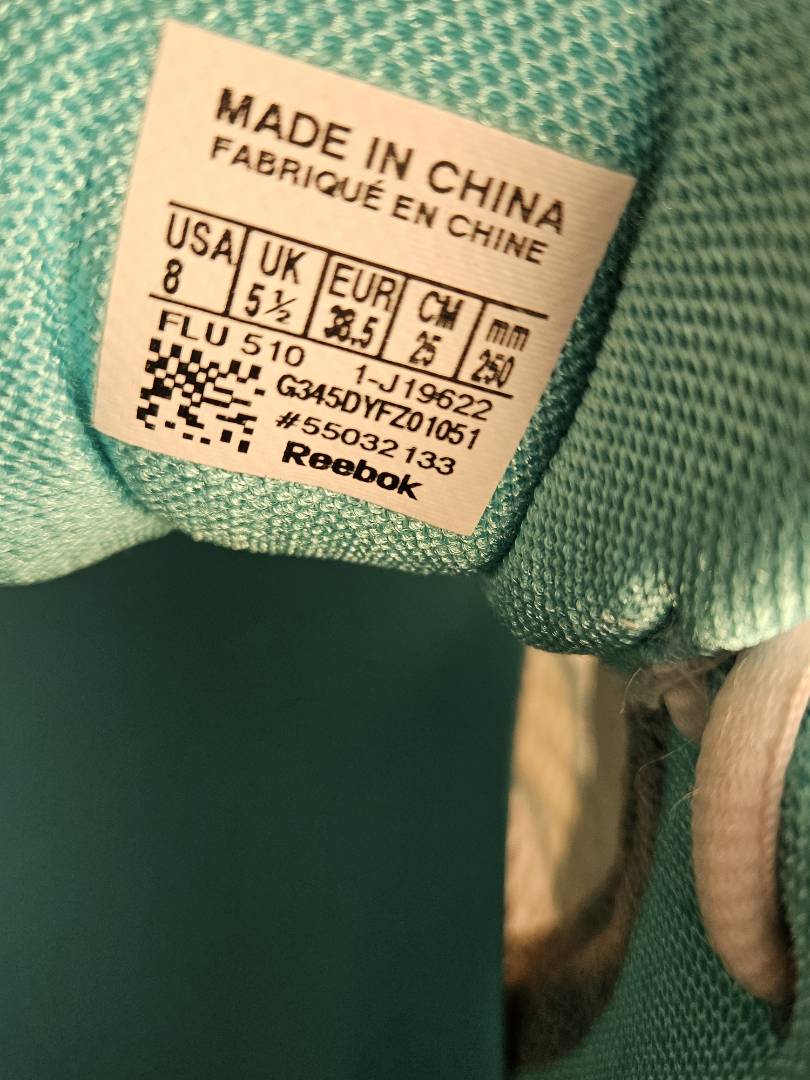 MADE IN CHINA
FABRIQUÉ EN CHINE
USA UK EUR CM mm
8 5½ 38,5 25 250
FLU 510 1-J19622
G345DYFZ01051
#55032133
Reebok